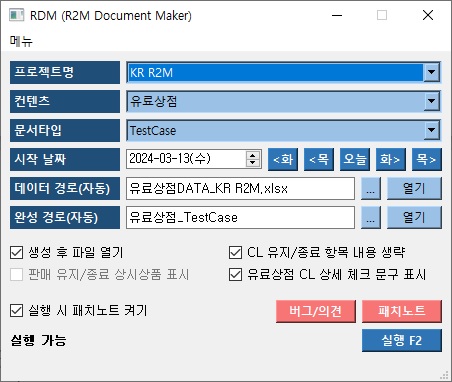 RDM (R2M Document Maker)
메뉴
프로젝트명 KR R2M
컨텐츠 유료상점
문서타입 TestCase
시작 날짜 2024-03-13(수) <화 <목 오늘 화> 목>
데이터 경로(자동) 유료상점DATA_KR R2M.xlsx ... 열기
완성 경로(자동) 유료상점_TestCase ... 열기
생성 후 파일 열기 CL 유지/종료 항목 내용 생략
판매 유지/종료 상시상품 표시 유료상점 CL 상세 체크 문구 표시
실행 시 패치노트 켜기 버그/의견 패치노트
실행 가능 실행 F2